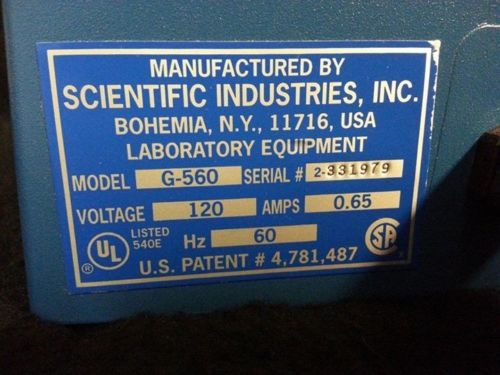 MANUFACTURED BY
SCIENTIFIC INDUSTRIES, INC.
BOHEMIA, N.Y., 11716, USA
LABORATORY EQUIPMENT
MODEL G-560 SERIAL # 2-331979
VOLTAGE 120 AMPS 0.65
UL ® LISTED 540E Hz 60 SA
U.S. PATENT # 4,781,487